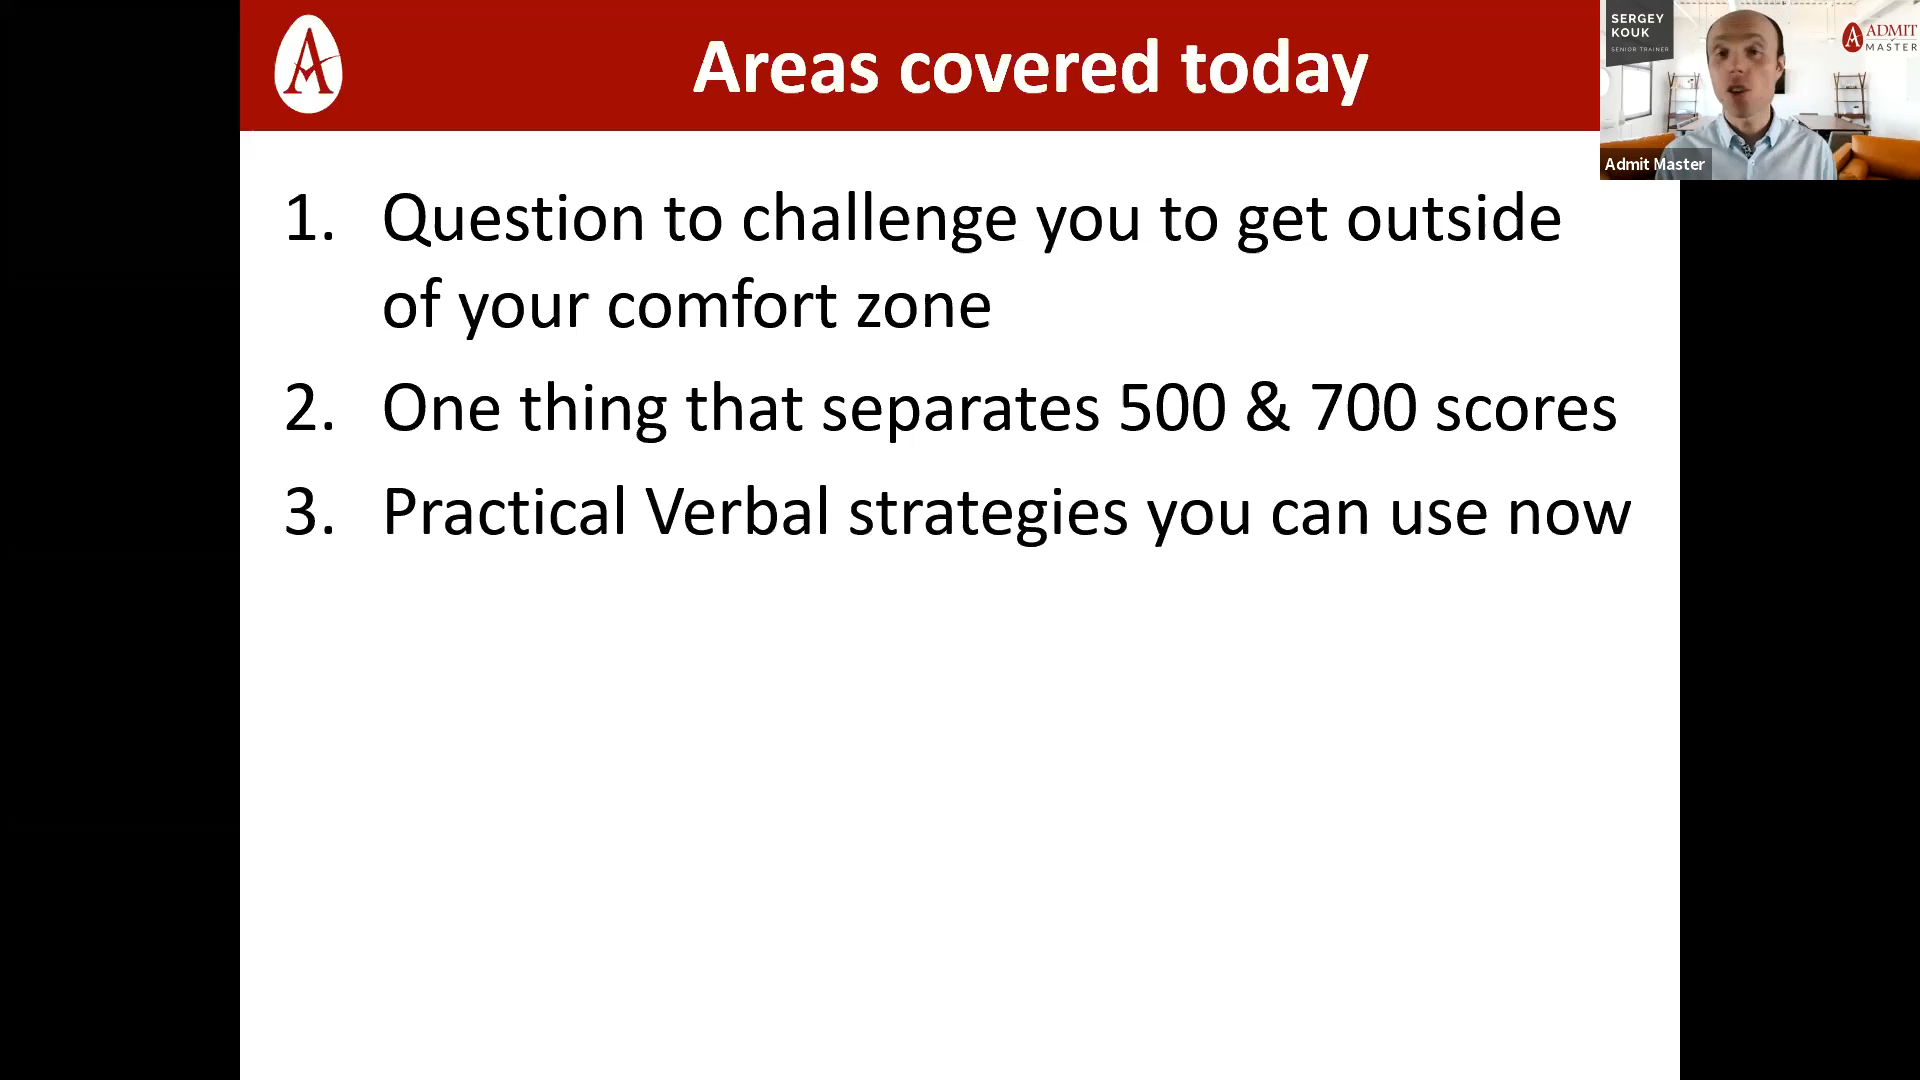 Areas covered today
SERGEY
KOUK
SENIOR TRAINER
ADMIT
MASTER
Admit Master
1. Question to challenge you to get outside
of your comfort zone
2. One thing that separates 500 & 700 scores
3. Practical Verbal strategies you can use now